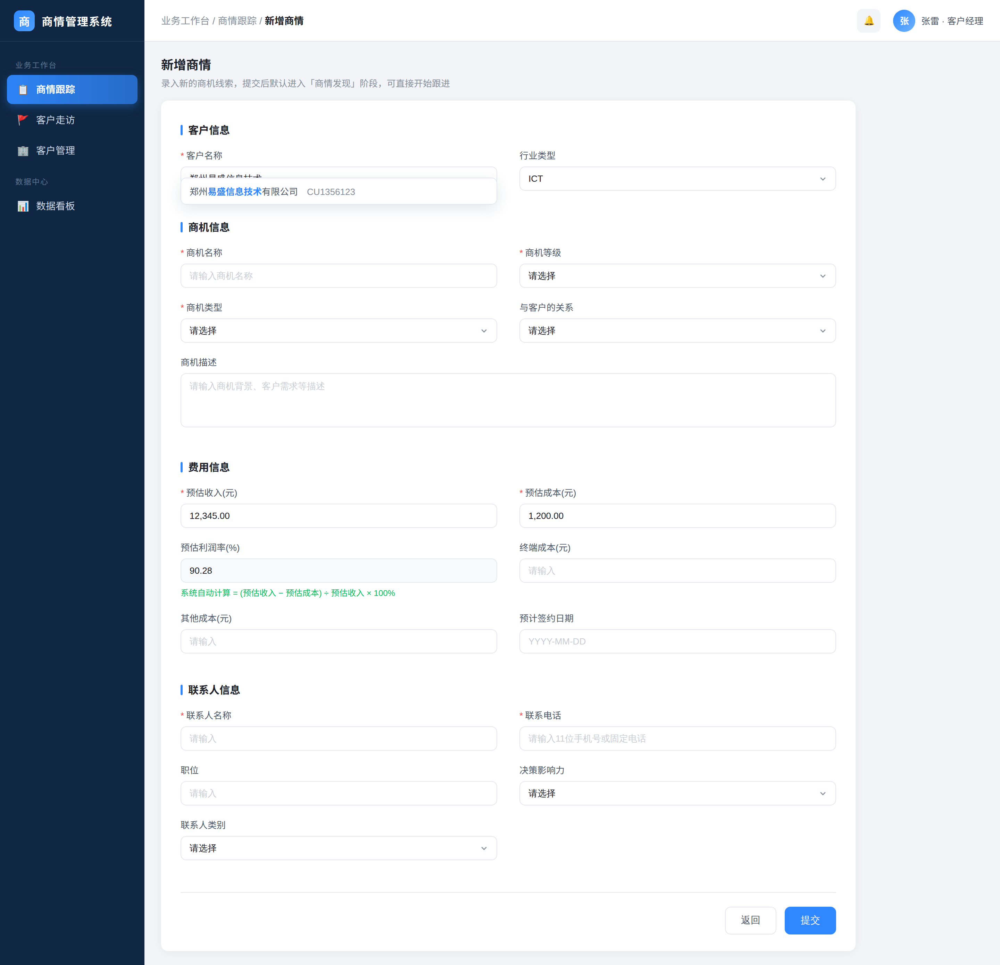 商 商情管理系统
业务工作台 / 商情跟踪 / 新增商情
张 张雷 · 客户经理
业务工作台
商情跟踪
客户走访
客户管理
数据中心
数据看板
新增商情
录入新的商机线索，提交后默认进入「商情发现」阶段，可直接开始跟进
客户信息
* 客户名称
行业类型
ICT
郑州易盛信息技术有限公司 CU1356123
商机信息
* 商机名称
* 商机等级
请输入商机名称
请选择
* 商机类型
与客户的关系
请选择
请选择
商机描述
请输入商机背景、客户需求等描述
费用信息
* 预估收入(元)
* 预估成本(元)
12,345.00
1,200.00
预估利润率(%)
终端成本(元)
90.28
请输入
系统自动计算 = (预估收入 − 预估成本) ÷ 预估收入 × 100%
其他成本(元)
预计签约日期
请输入
YYYY-MM-DD
联系人信息
* 联系人名称
* 联系电话
请输入
请输入11位手机号或固定电话
职位
决策影响力
请输入
请选择
联系人类别
请选择
返回
提交